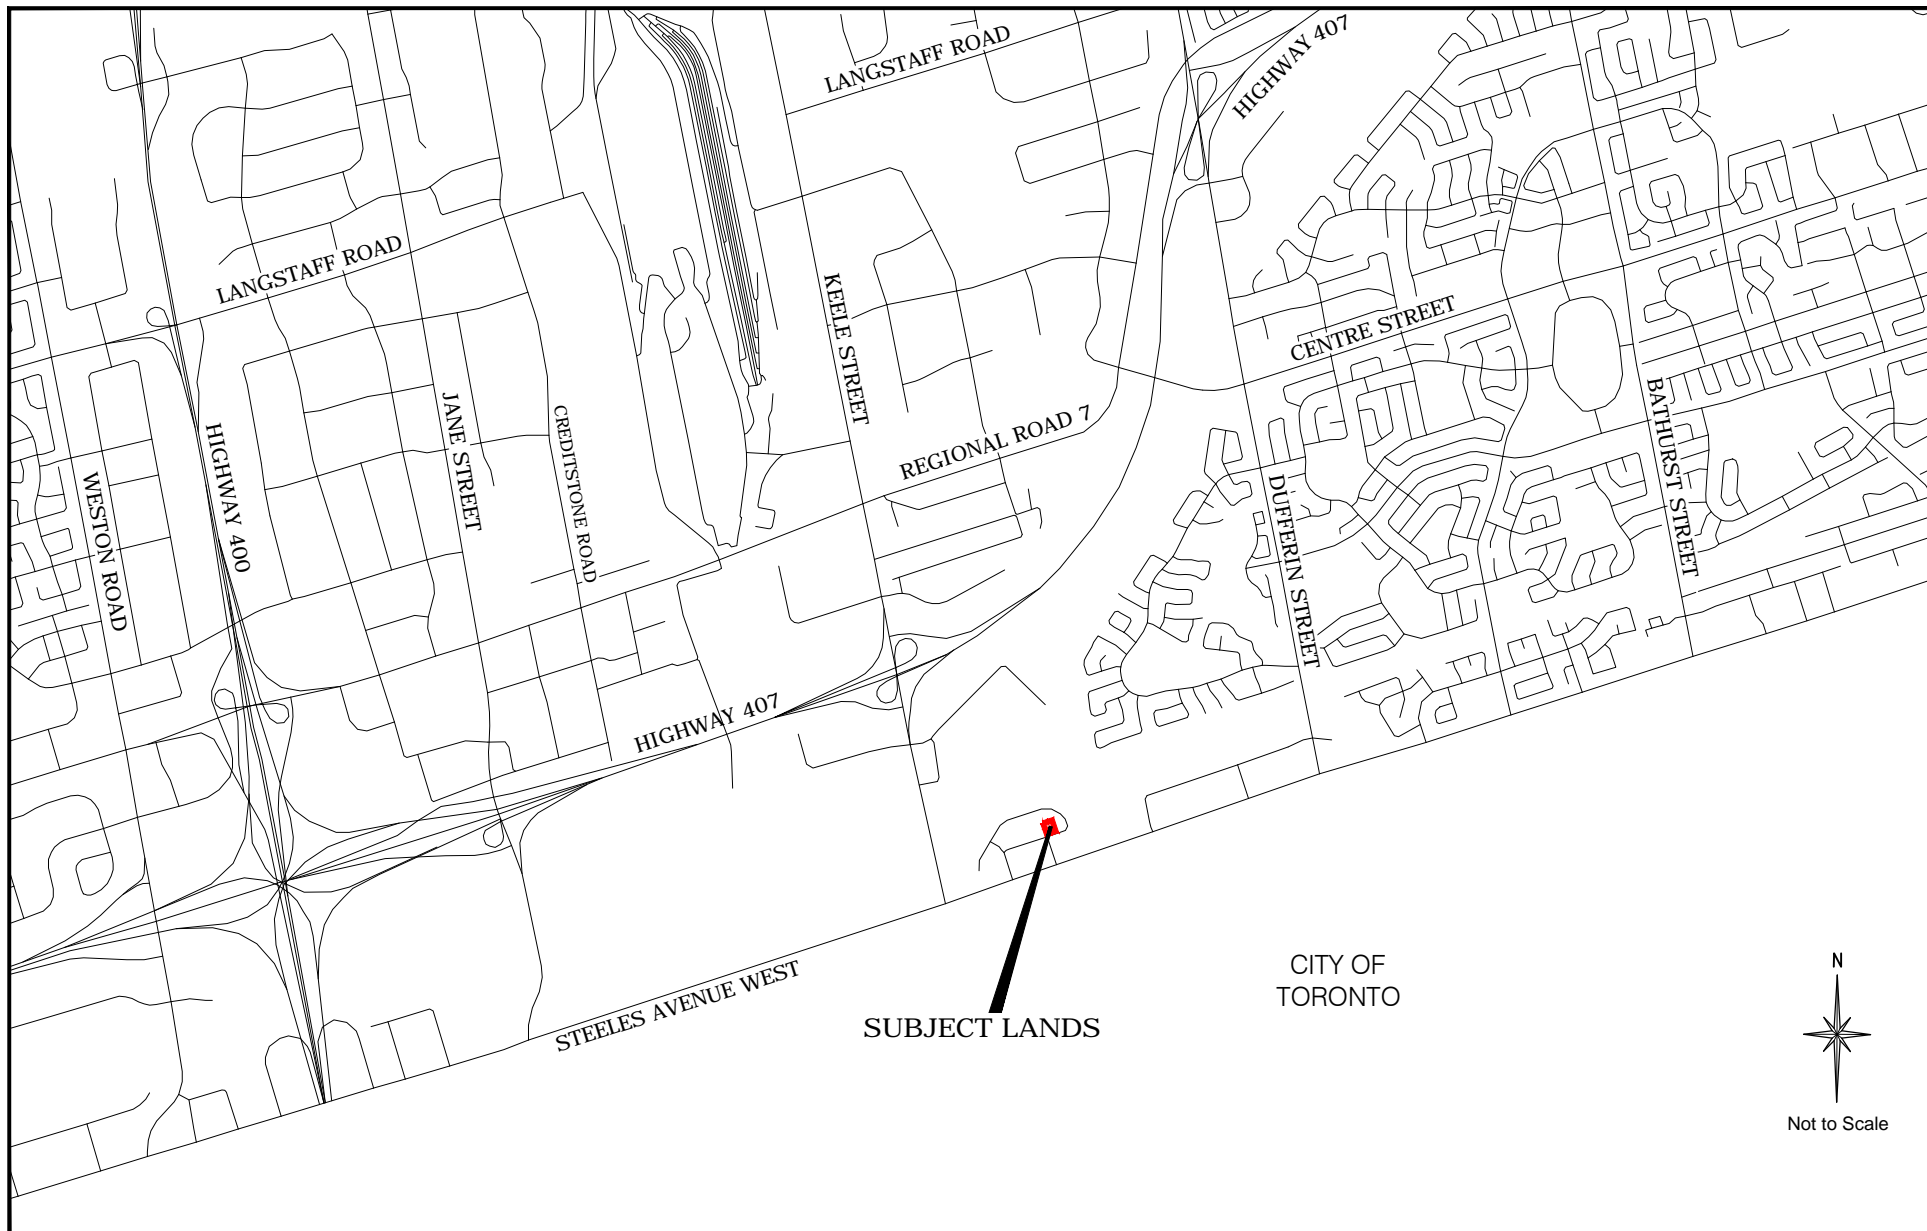 LANGSTAFF ROAD
HIGHWAY 407
LANGSTAFF ROAD
KEELE STREET
CENTRE STREET
JANE STREET
CREDITSTONE ROAD
REGIONAL ROAD 7
BATHURST STREET
HIGHWAY 400
WESTON ROAD
DUFFERIN STREET
HIGHWAY 407
STEELES AVENUE WEST
SUBJECT LANDS
CITY OF
TORONTO
N
Not to Scale